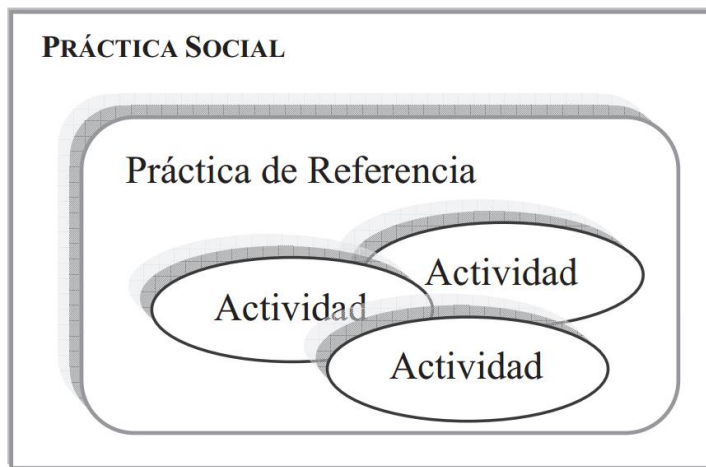 PRÁCTICA SOCIAL
Práctica de Referencia
Actividad
Actividad
Actividad